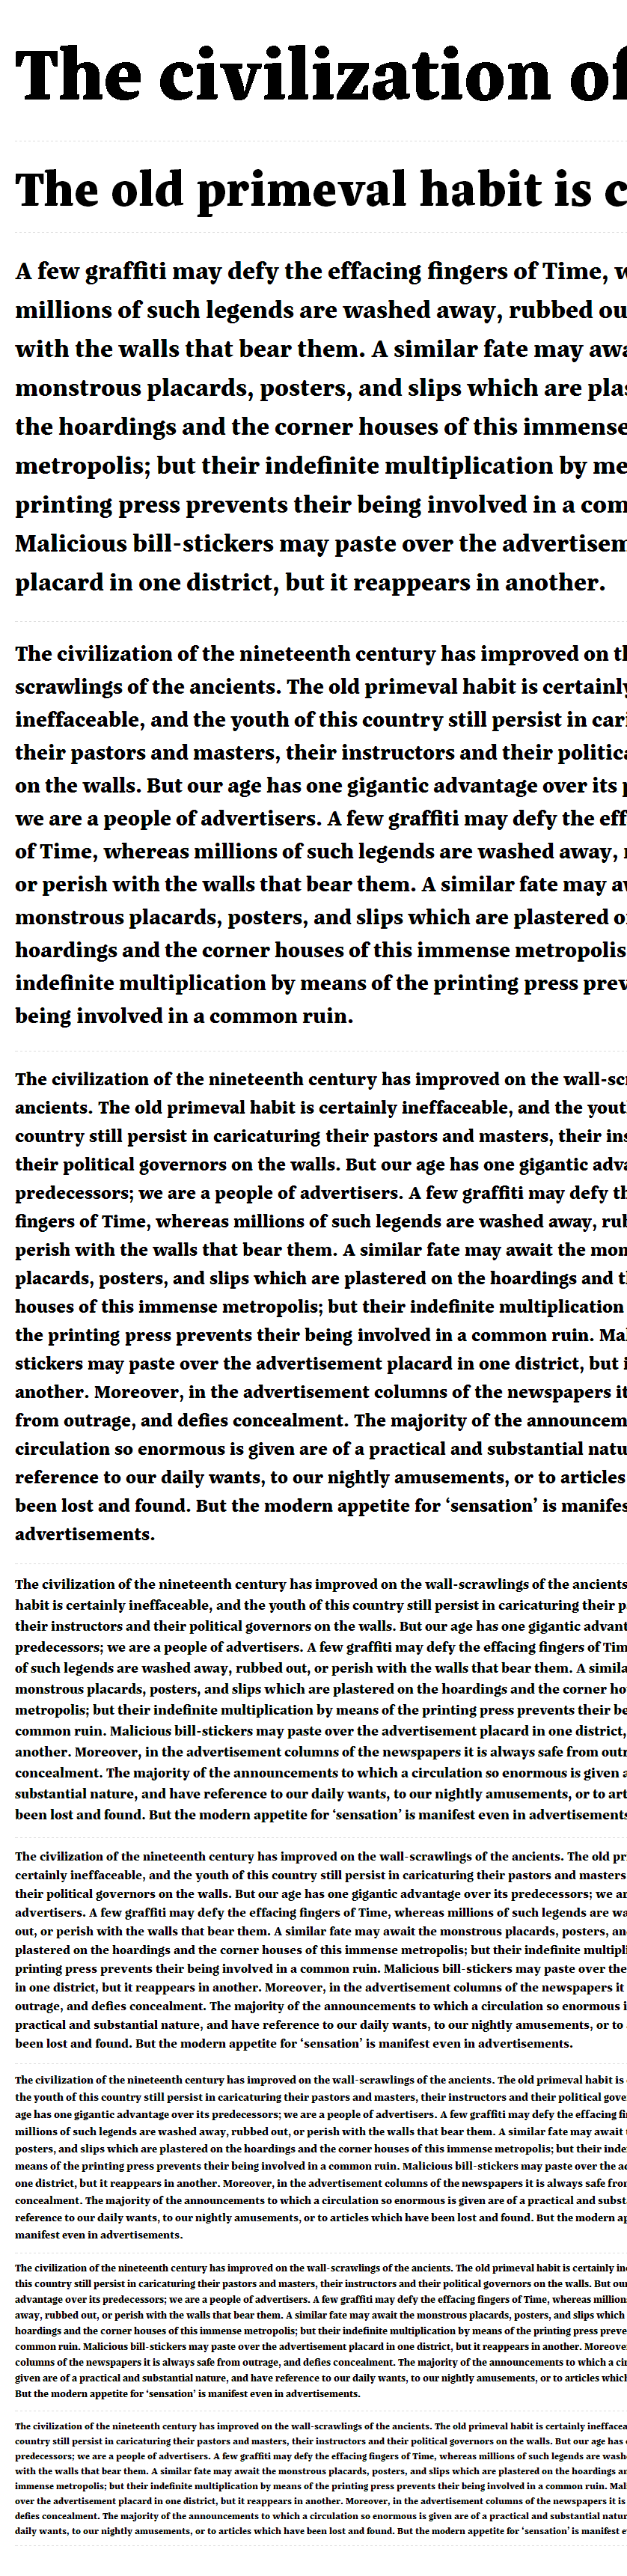 The civilization of
The old primeval habit is c
A few graffiti may defy the effacing fingers of Time, w
millions of such legends are washed away, rubbed ou
with the walls that bear them. A similar fate may awa
monstrous placards, posters, and slips which are plas
the hoardings and the corner houses of this immense
metropolis; but their indefinite multiplication by me
printing press prevents their being involved in a com
Malicious bill-stickers may paste over the advertisem
placard in one district, but it reappears in another.
The civilization of the nineteenth century has improved on th
scrawlings of the ancients. The old primeval habit is certainly
ineffaceable, and the youth of this country still persist in cari
their pastors and masters, their instructors and their politica
on the walls. But our age has one gigantic advantage over its p
we are a people of advertisers. A few graffiti may defy the eff
of Time, whereas millions of such legends are washed away, r
or perish with the walls that bear them. A similar fate may aw
monstrous placards, posters, and slips which are plastered o
hoardings and the corner houses of this immense metropolis
indefinite multiplication by means of the printing press prev
being involved in a common ruin.
The civilization of the nineteenth century has improved on the wall-scr
ancients. The old primeval habit is certainly ineffaceable, and the yout
country still persist in caricaturing their pastors and masters, their ins
their political governors on the walls. But our age has one gigantic adva
predecessors; we are a people of advertisers. A few graffiti may defy th
fingers of Time, whereas millions of such legends are washed away, rub
perish with the walls that bear them. A similar fate may await the mon
placards, posters, and slips which are plastered on the hoardings and t
houses of this immense metropolis; but their indefinite multiplication
the printing press prevents their being involved in a common ruin. Mal
stickers may paste over the advertisement placard in one district, but i
another. Moreover, in the advertisement columns of the newspapers it
from outrage, and defies concealment. The majority of the announcem
circulation so enormous is given are of a practical and substantial natu
reference to our daily wants, to our nightly amusements, or to articles
been lost and found. But the modern appetite for ‘sensation’ is manifes
advertisements.
The civilization of the nineteenth century has improved on the wall-scrawlings of the ancients
habit is certainly ineffaceable, and the youth of this country still persist in caricaturing their p
their instructors and their political governors on the walls. But our age has one gigantic advant
predecessors; we are a people of advertisers. A few graffiti may defy the effacing fingers of Tim
of such legends are washed away, rubbed out, or perish with the walls that bear them. A simila
monstrous placards, posters, and slips which are plastered on the hoardings and the corner ho
metropolis; but their indefinite multiplication by means of the printing press prevents their be
common ruin. Malicious bill-stickers may paste over the advertisement placard in one district,
another. Moreover, in the advertisement columns of the newspapers it is always safe from outr
concealment. The majority of the announcements to which a circulation so enormous is given a
substantial nature, and have reference to our daily wants, to our nightly amusements, or to art
been lost and found. But the modern appetite for ‘sensation’ is manifest even in advertisements
The civilization of the nineteenth century has improved on the wall-scrawlings of the ancients. The old pr
certainly ineffaceable, and the youth of this country still persist in caricaturing their pastors and masters
their political governors on the walls. But our age has one gigantic advantage over its predecessors; we ar
advertisers. A few graffiti may defy the effacing fingers of Time, whereas millions of such legends are wa
out, or perish with the walls that bear them. A similar fate may await the monstrous placards, posters, an
plastered on the hoardings and the corner houses of this immense metropolis; but their indefinite multipli
printing press prevents their being involved in a common ruin. Malicious bill-stickers may paste over the
in one district, but it reappears in another. Moreover, in the advertisement columns of the newspapers it
outrage, and defies concealment. The majority of the announcements to which a circulation so enormous i
practical and substantial nature, and have reference to our daily wants, to our nightly amusements, or to
been lost and found. But the modern appetite for ‘sensation’ is manifest even in advertisements.
The civilization of the nineteenth century has improved on the wall-scrawlings of the ancients. The old primeval habit is
the youth of this country still persist in caricaturing their pastors and masters, their instructors and their political gove
age has one gigantic advantage over its predecessors; we are a people of advertisers. A few graffiti may defy the effacing fi
millions of such legends are washed away, rubbed out, or perish with the walls that bear them. A similar fate may await
posters, and slips which are plastered on the hoardings and the corner houses of this immense metropolis; but their inde
means of the printing press prevents their being involved in a common ruin. Malicious bill-stickers may paste over the ad
one district, but it reappears in another. Moreover, in the advertisement columns of the newspapers it is always safe from
concealment. The majority of the announcements to which a circulation so enormous is given are of a practical and subst
reference to our daily wants, to our nightly amusements, or to articles which have been lost and found. But the modern ap
manifest even in advertisements.
The civilization of the nineteenth century has improved on the wall-scrawlings of the ancients. The old primeval habit is certainly in
this country still persist in caricaturing their pastors and masters, their instructors and their political governors on the walls. But our
advantage over its predecessors; we are a people of advertisers. A few graffiti may defy the effacing fingers of Time, whereas million
away, rubbed out, or perish with the walls that bear them. A similar fate may await the monstrous placards, posters, and slips which
hoardings and the corner houses of this immense metropolis; but their indefinite multiplication by means of the printing press preve
common ruin. Malicious bill-stickers may paste over the advertisement placard in one district, but it reappears in another. Moreove
columns of the newspapers it is always safe from outrage, and defies concealment. The majority of the announcements to which a cir
given are of a practical and substantial nature, and have reference to our daily wants, to our nightly amusements, or to articles which
But the modern appetite for ‘sensation’ is manifest even in advertisements.
The civilization of the nineteenth century has improved on the wall-scrawlings of the ancients. The old primeval habit is certainly ineffacea
country still persist in caricaturing their pastors and masters, their instructors and their political governors on the walls. But our age has
predecessors; we are a people of advertisers. A few graffiti may defy the effacing fingers of Time, whereas millions of such legends are wash
with the walls that bear them. A similar fate may await the monstrous placards, posters, and slips which are plastered on the hoardings an
immense metropolis; but their indefinite multiplication by means of the printing press prevents their being involved in a common ruin. Mal
over the advertisement placard in one district, but it reappears in another. Moreover, in the advertisement columns of the newspapers it is
defies concealment. The majority of the announcements to which a circulation so enormous is given are of a practical and substantial natur
daily wants, to our nightly amusements, or to articles which have been lost and found. But the modern appetite for ‘sensation’ is manifest e